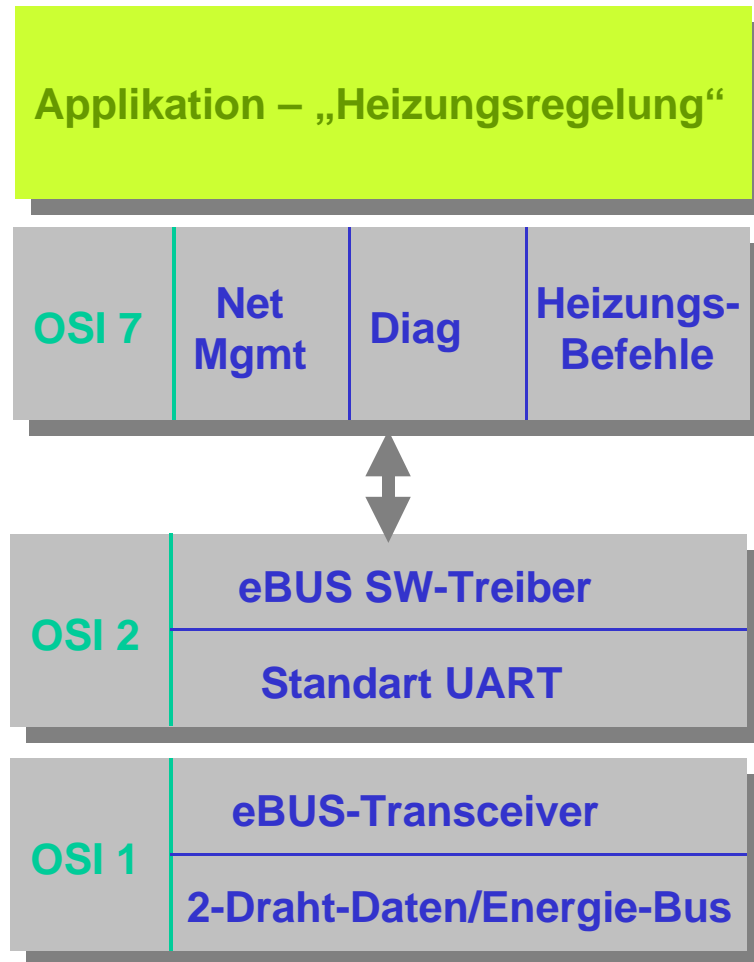 Applikation – „Heizungsregelung“
OSI 7
Net
Mgmt
Diag
Heizungs-
Befehle
OSI 2
eBUS SW-Treiber
Standart UART
OSI 1
eBUS-Transceiver
2-Draht-Daten/Energie-Bus